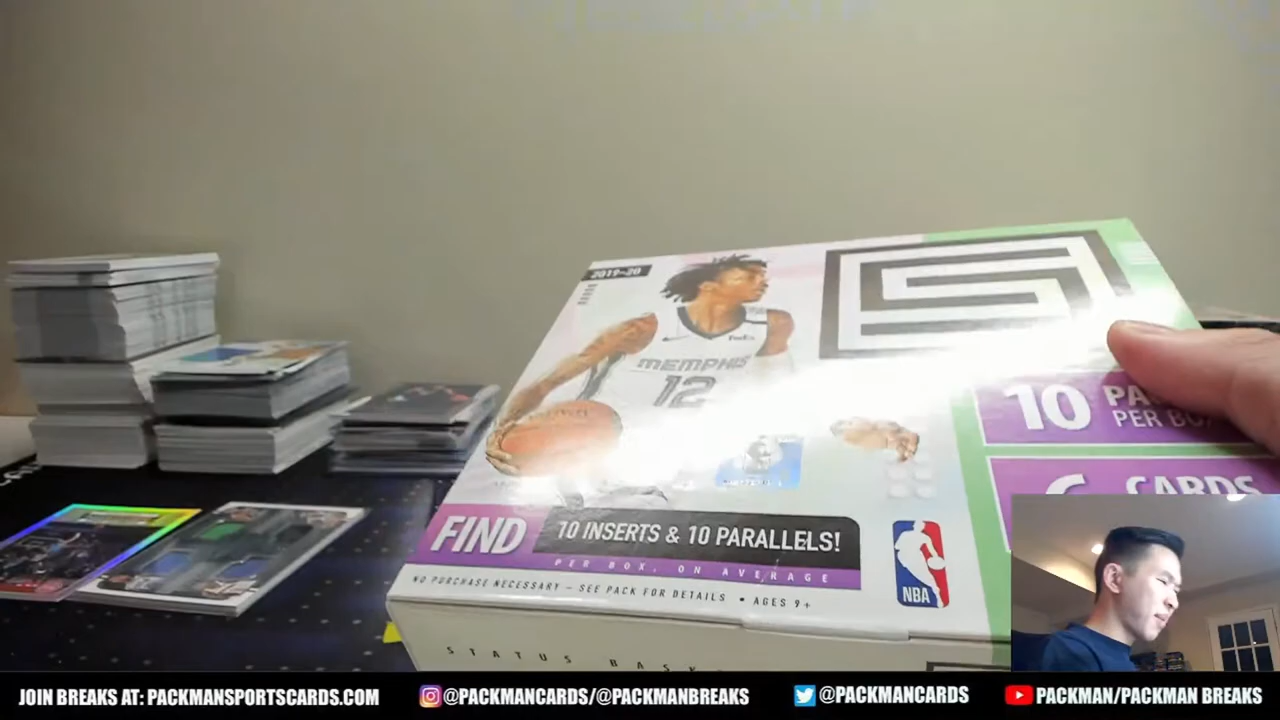 2019-20
MEMPHIS
12
FedEx
10
PER
CARDS
FIND
10 INSERTS & 10 PARALLELS!
PER BOX, ON AVERAGE
NO PURCHASE NECESSARY – SEE PACK FOR DETAILS • AGES 9+
NBA
STATUS
JOIN BREAKS AT: PACKMANSPORTSCARDS.COM
@PACKMANCARDS/@PACKMANBREAKS
@PACKMANCARDS
PACKMAN/PACKMAN BREAKS